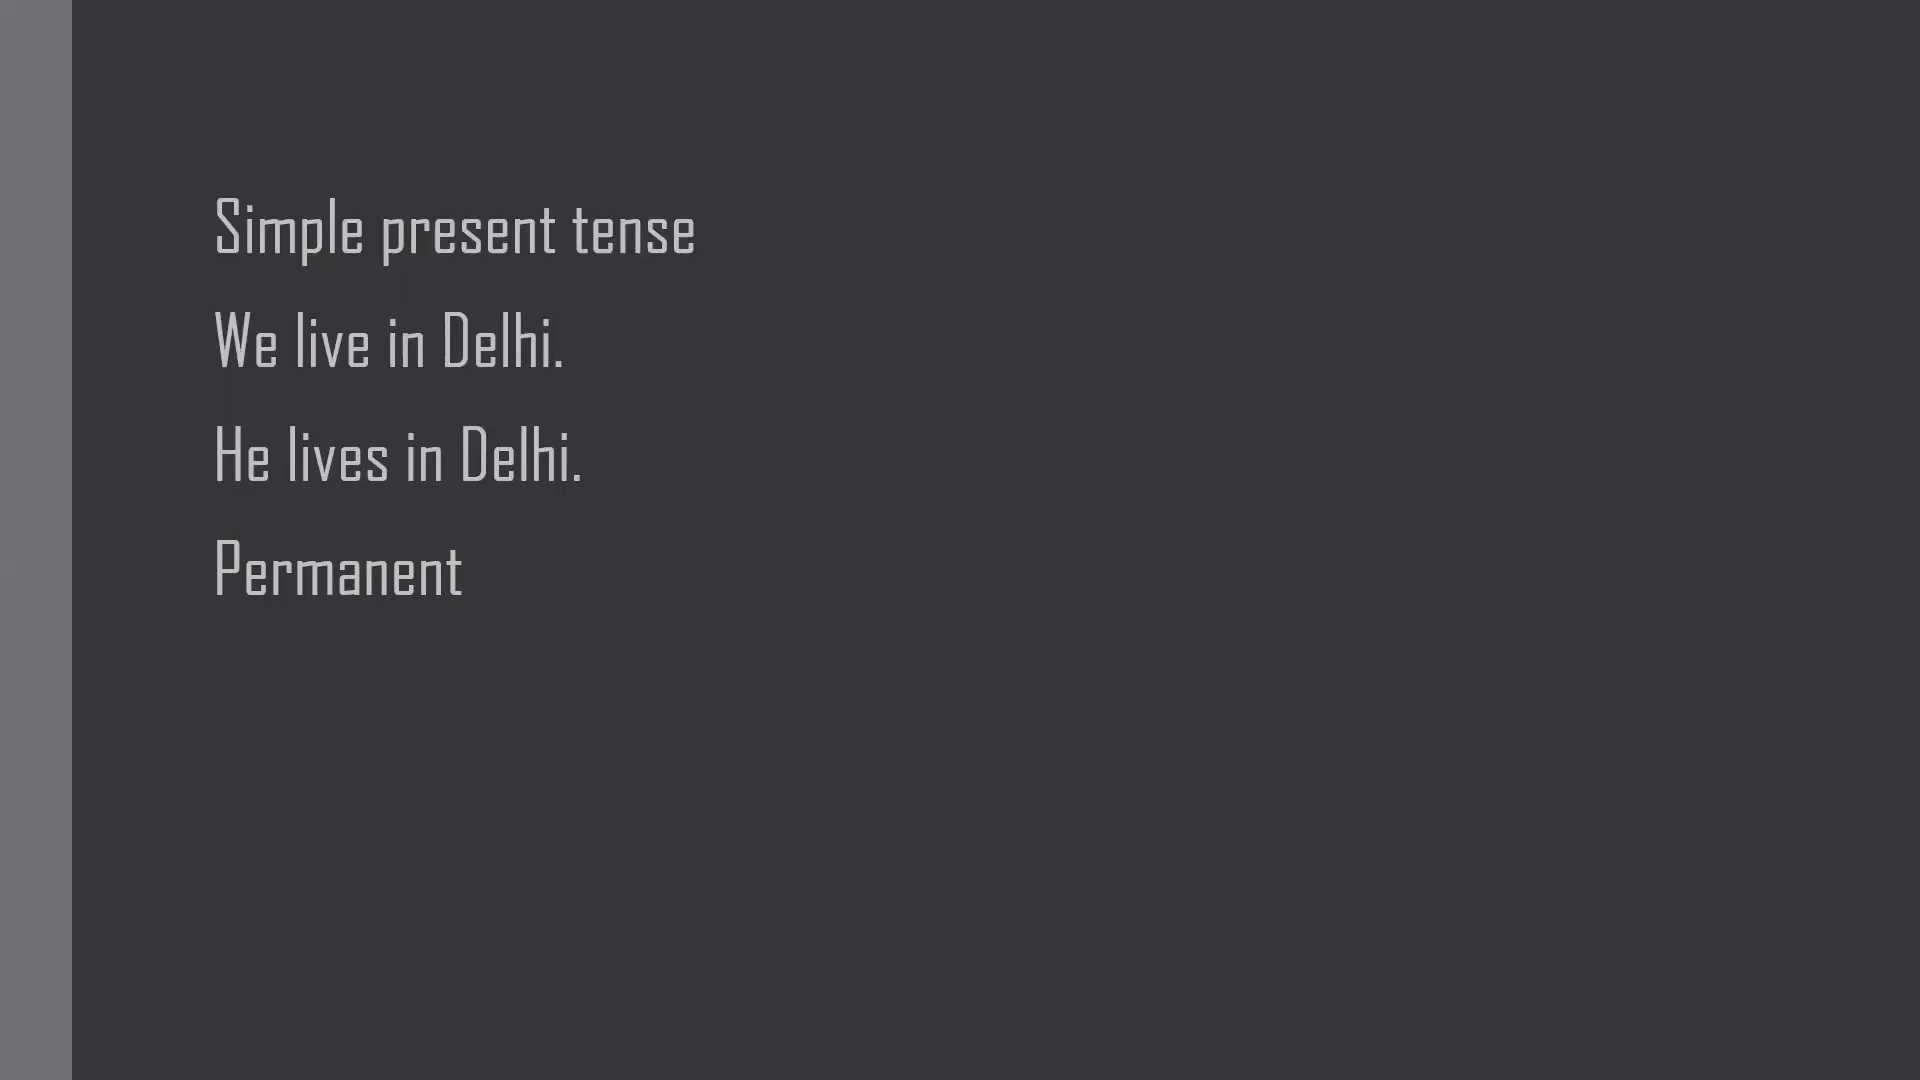 Simple present tense
We live in Delhi.
He lives in Delhi.
Permanent